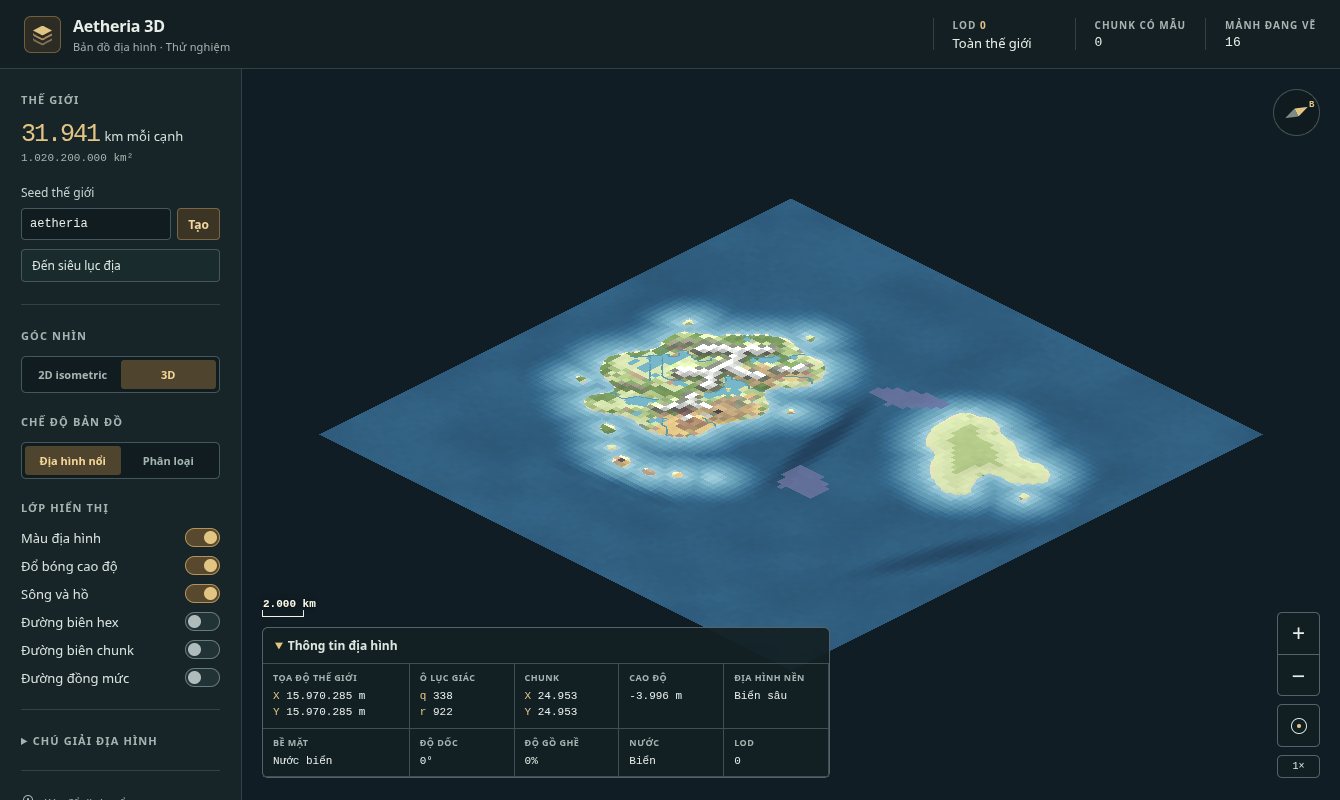 Aetheria 3D
Bản đồ địa hình · Thử nghiệm
LOD 0
Toàn thế giới
CHUNK CÓ MẪU
0
MẢNH ĐANG VẼ
16
THẾ GIỚI
31.941 km mỗi cạnh
1.020.200.000 km²
Seed thế giới
aetheria
Tạo
Đến siêu lục địa
GÓC NHÌN
2D isometric
3D
CHẾ ĐỘ BẢN ĐỒ
Địa hình nổi
Phân loại
LỚP HIỂN THỊ
Màu địa hình
Đổ bóng cao độ
Sông và hồ
Đường biên hex
Đường biên chunk
Đường đồng mức
CHÚ GIẢI ĐỊA HÌNH
B
2.000 km
Thông tin địa hình
TỌA ĐỘ THẾ GIỚI
X 15.970.285 m
Y 15.970.285 m
Ô LỤC GIÁC
q 338
r 922
CHUNK
X 24.953
Y 24.953
CAO ĐỘ
-3.996 m
ĐỊA HÌNH NỀN
Biển sâu
BỀ MẶT
Nước biển
ĐỘ DỐC
0°
ĐỘ GỒ GHỀ
0%
NƯỚC
Biển
LOD
0
+
−
1×